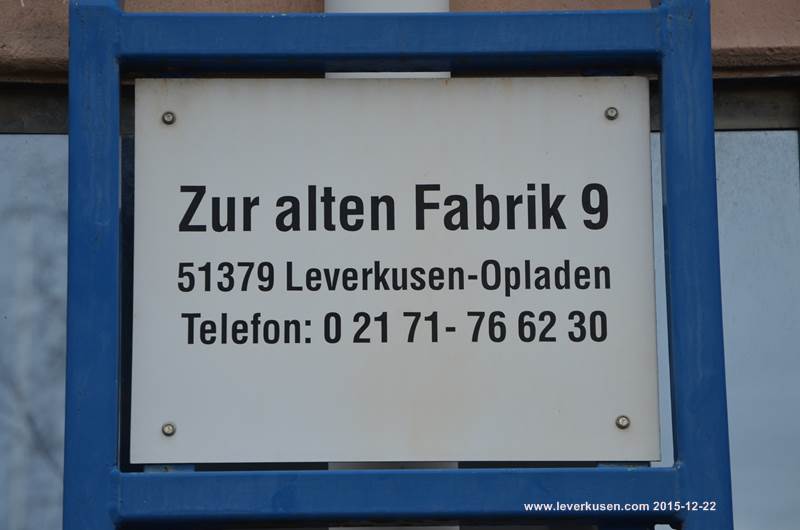 Zur alten Fabrik 9
51379 Leverkusen-Opladen
Telefon: 0 21 71- 76 62 30
www.leverkusen.com 2015-12-22